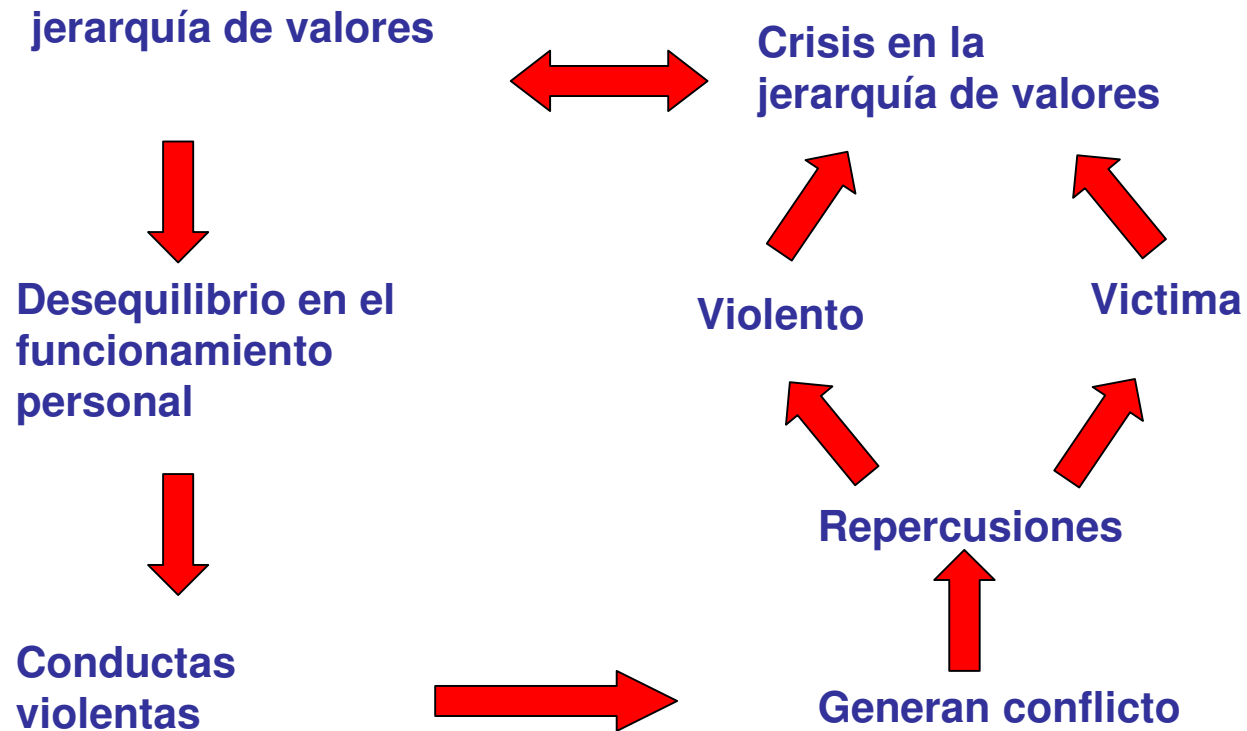 jerarquía de valores
Crisis en la
jerarquía de valores
Desequilibrio en el
funcionamiento
personal
Violento
Victima
Repercusiones
Conductas
violentas
Generan conflicto